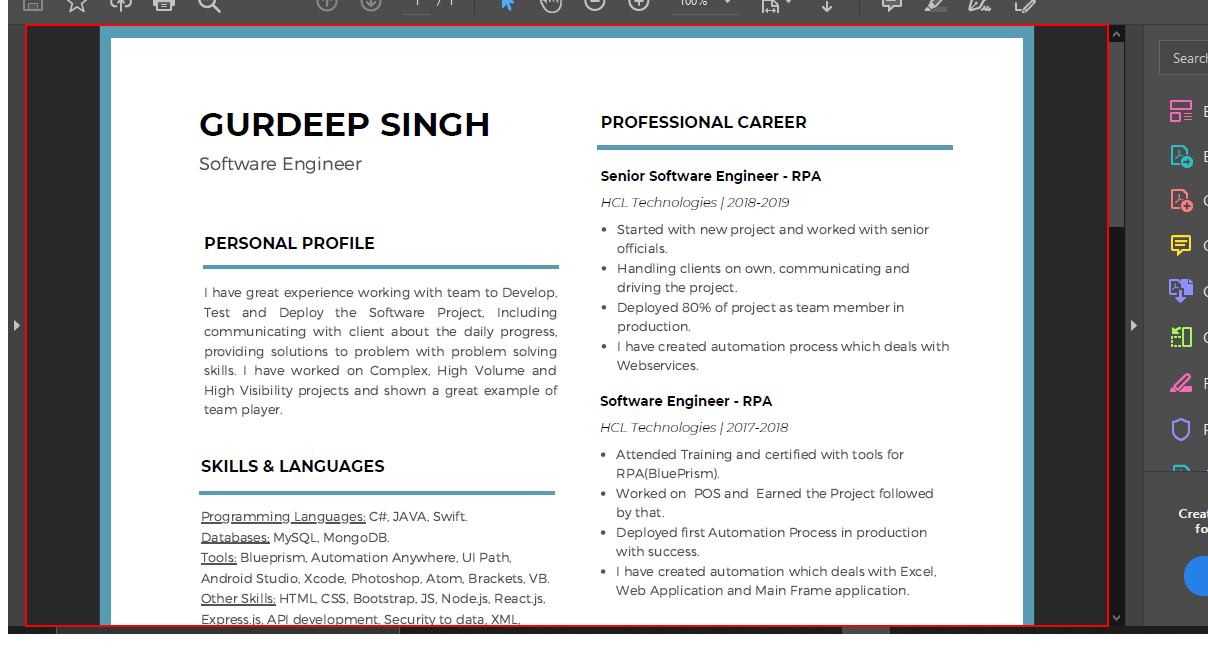 1 / 1
100%
Search
GURDEEP SINGH
Software Engineer
PERSONAL PROFILE
I have great experience working with team to Develop,
Test and Deploy the Software Project, Including
communicating with client about the daily progress,
providing solutions to problem with problem solving
skills. I have worked on Complex, High Volume and
High Visibility projects and shown a great example of
team player.
SKILLS & LANGUAGES
Programming Languages: C#, JAVA, Swift.
Databases: MySQL, MongoDB.
Tools: Blueprism, Automation Anywhere, UI Path,
Android Studio, Xcode, Photoshop, Atom, Brackets, VB.
Other Skills: HTML, CSS, Bootstrap, JS, Node.js, React.js,
Express.js, API development, Security to data, XML,
PROFESSIONAL CAREER
Senior Software Engineer - RPA
HCL Technologies | 2018-2019
• Started with new project and worked with senior
officials.
• Handling clients on own, communicating and
driving the project.
• Deployed 80% of project as team member in
production.
• I have created automation process which deals with
Webservices.
Software Engineer - RPA
HCL Technologies | 2017-2018
• Attended Training and certified with tools for
RPA(BluePrism).
• Worked on  POS and  Earned the Project followed
by that.
• Deployed first Automation Process in production
with success.
• I have created automation which deals with Excel,
Web Application and Main Frame application.